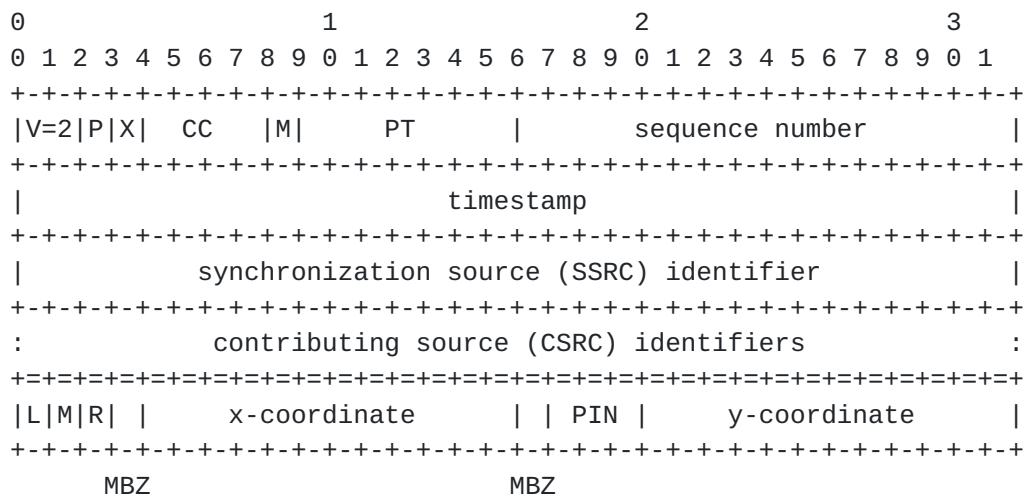 0                   1                   2                   3
0 1 2 3 4 5 6 7 8 9 0 1 2 3 4 5 6 7 8 9 0 1 2 3 4 5 6 7 8 9 0 1
+-+-+-+-+-+-+-+-+-+-+-+-+-+-+-+-+-+-+-+-+-+-+-+-+-+-+-+-+-+-+-+-+
|V=2|P|X|  CC   |M|     PT      |       sequence number         |
+-+-+-+-+-+-+-+-+-+-+-+-+-+-+-+-+-+-+-+-+-+-+-+-+-+-+-+-+-+-+-+-+
|                           timestamp                           |
+-+-+-+-+-+-+-+-+-+-+-+-+-+-+-+-+-+-+-+-+-+-+-+-+-+-+-+-+-+-+-+-+
|           synchronization source (SSRC) identifier            |
+-+-+-+-+-+-+-+-+-+-+-+-+-+-+-+-+-+-+-+-+-+-+-+-+-+-+-+-+-+-+-+-+
:            contributing source (CSRC) identifiers             :
+=+=+=+=+=+=+=+=+=+=+=+=+=+=+=+=+=+=+=+=+=+=+=+=+=+=+=+=+=+=+=+=+
|L|M|R| |     x-coordinate      | | PIN |     y-coordinate      |
+-+-+-+-+-+-+-+-+-+-+-+-+-+-+-+-+-+-+-+-+-+-+-+-+-+-+-+-+-+-+-+-+
      MBZ                       MBZ